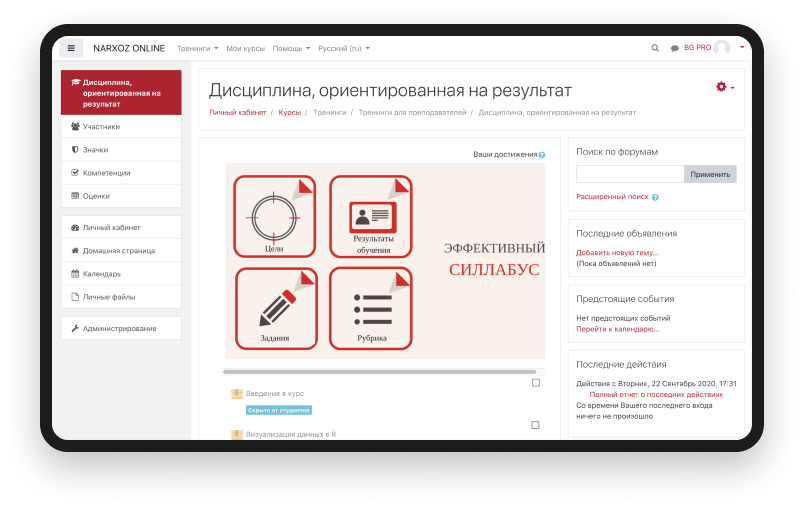 NARXOZ ONLINE Тренинги Мои курсы Помощь Русский (ru) BG PRO
Дисциплина,
ориентированная на
результат
Участники
Значки
Компетенции
Оценки
Личный кабинет
Домашняя страница
Календарь
Личные файлы
Администрирование
Дисциплина, ориентированная на результат
Личный кабинет / Курсы / Тренинги / Тренинги для преподавателей / Дисциплина, ориентированная на результат
Ваши достижения
Цели
Результаты
обучения
Задания
Рубрика
ЭФФЕКТИВНЫЙ
СИЛЛАБУС
Введение в курс
Скрыто от студентов
Визуализация данных в R
Поиск по форумам
Применить
Расширенный поиск
Последние объявления
Добавить новую тему...
(Пока объявлений нет)
Предстоящие события
Нет предстоящих событий
Перейти к календарю...
Последние действия
Действия с Вторник, 22 Сентябрь 2020, 17:31
Полный отчет о последних действиях
Со времени Вашего последнего входа
ничего не произошло